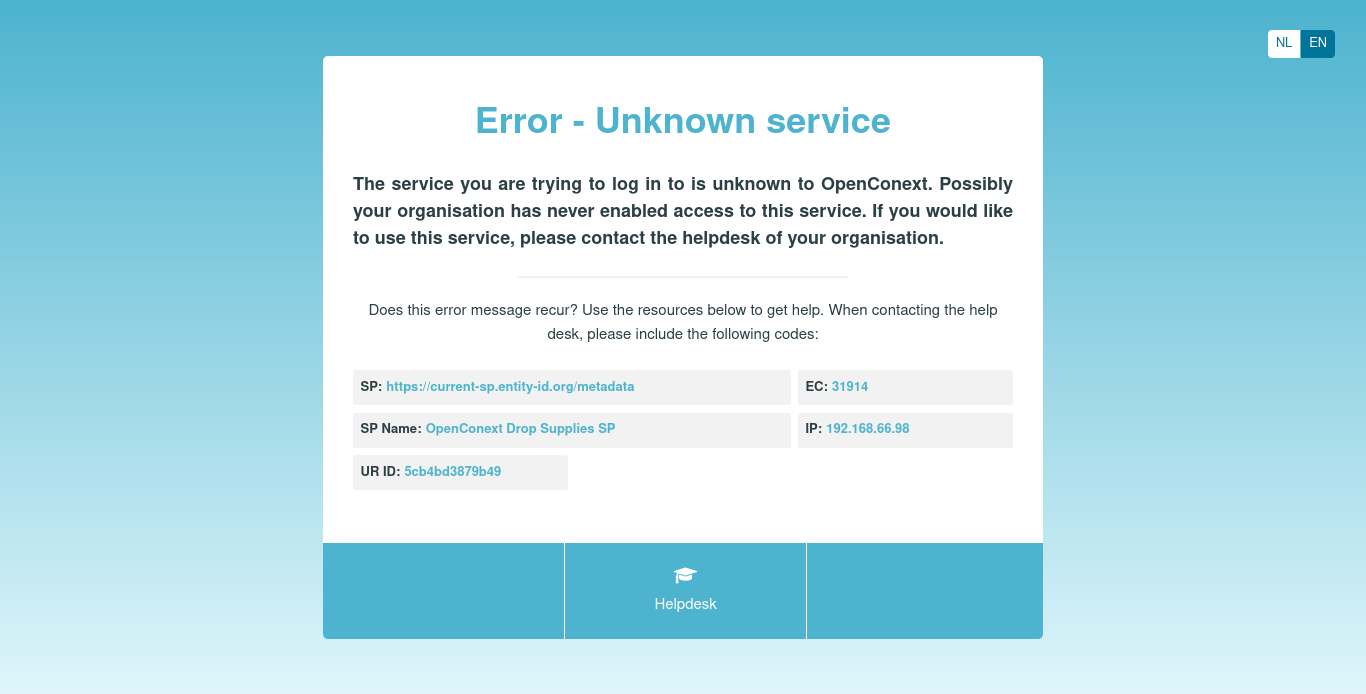 NL EN
Error - Unknown service
The service you are trying to log in to is unknown to OpenConext. Possibly
your organisation has never enabled access to this service. If you would like
to use this service, please contact the helpdesk of your organisation.
Does this error message recur? Use the resources below to get help. When contacting the help
desk, please include the following codes:
SP: https://current-sp.entity-id.org/metadata EC: 31914
SP Name: OpenConext Drop Supplies SP IP: 192.168.66.98
UR ID: 5cb4bd3879b49
Helpdesk